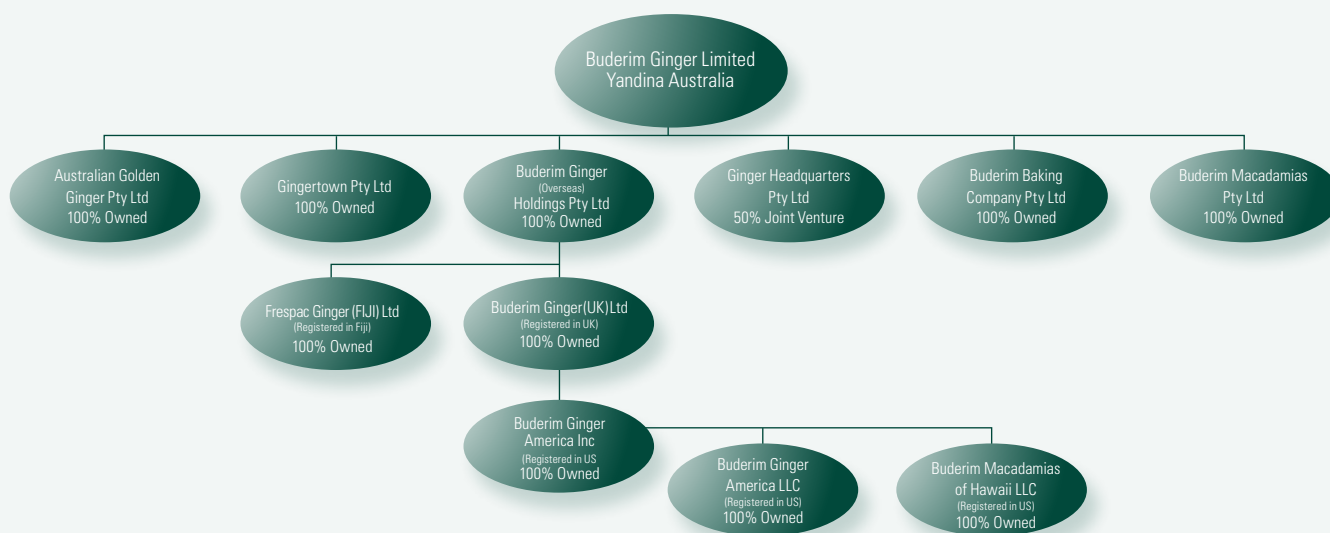 Buderim Ginger Limited
Yandina Australia
Australian Golden
Ginger Pty Ltd
100% Owned
Gingertown Pty Ltd
100% Owned
Buderim Ginger
(Overseas)
Holdings Pty Ltd
100% Owned
Ginger Headquarters
Pty Ltd
50% Joint Venture
Buderim Baking
Company Pty Ltd
100% Owned
Buderim Macadamias
Pty Ltd
100% Owned
Frespac Ginger (FIJI) Ltd
(Registered in Fiji)
100% Owned
Buderim Ginger(UK) Ltd
(Registered in UK)
100% Owned
Buderim Ginger
America Inc
(Registered in US
100% Owned
Buderim Ginger
America LLC
(Registered in US)
100% Owned
Buderim Macadamias
of Hawaii LLC
(Registered in US)
100% Owned